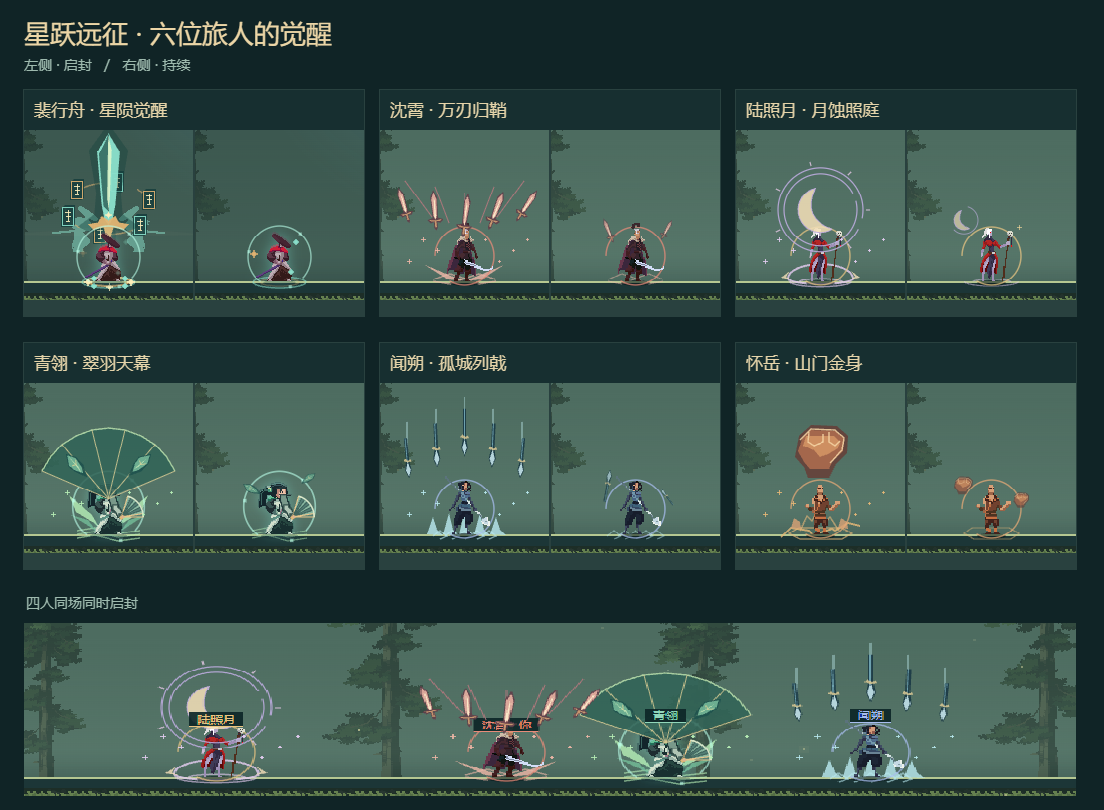 星跃远征 · 六位旅人的觉醒
左侧 · 启封 / 右侧 · 持续
裴行舟 · 星陨觉醒
沈霄 · 万刃归鞘
陆照月 · 月蚀照庭
青翎 · 翠羽天幕
闻朔 · 孤城列戟
怀岳 · 山门金身
四人同场同时启封
陆照月
沈霄 · 你
青翎
闻朔